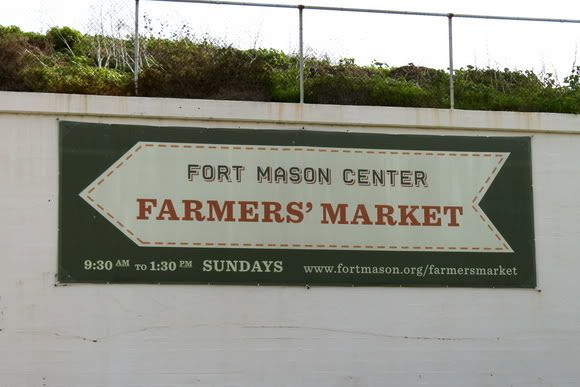 FORT MASON CENTER
FARMERS' MARKET
9:30 AM TO 1:30 PM SUNDAYS www.fortmason.org/farmersmarket